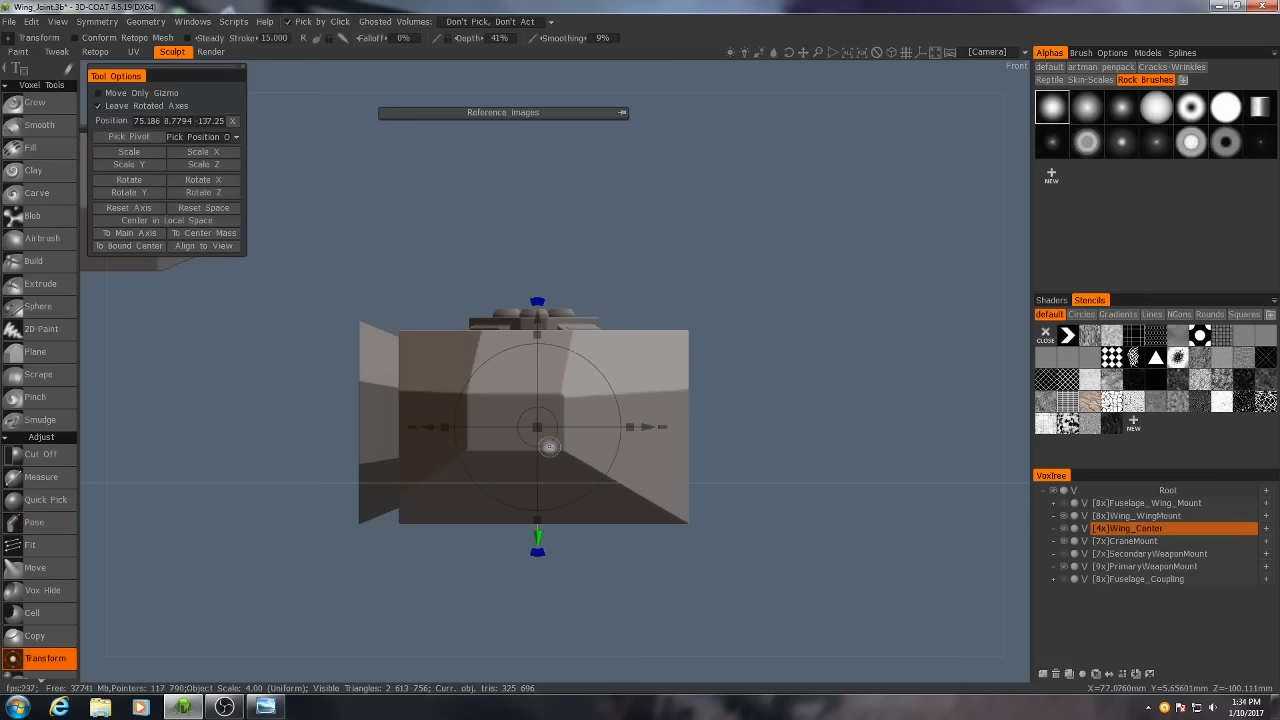 Wing_Joint.3b* - 3D-COAT 4.5.19(DX64)
File Edit View Symmetry Geometry Windows Scripts Help Pick by Click Ghosted Volumes: Don't Pick, Don't Act
Transform Conform Retopo Mesh Steady Stroke 15.000 R Falloff 0% Depth 41% Smoothing 9%
Paint Tweak Retopo UV Sculpt Render [Camera]
Front
Voxel Tools
Grow
Smooth
Fill
Clay
Carve
Blob
Airbrush
Build
Extrude
Sphere
2D-Paint
Plane
Scrape
Pinch
Smudge
Adjust
Cut Off
Measure
Quick Pick
Pose
Fit
Move
Vox Hide
Cell
Copy
Transform
Tool Options
Move Only Gizmo
Leave Rotated Axes
Position 75.186 8.7794 -137.25 X
Pick Pivot Pick Position O
Scale Scale X
Scale Y Scale Z
Rotate Rotate X
Rotate Y Rotate Z
Reset Axis Reset Space
Center in Local Space
To Main Axis To Center Mass
To Bound Center Align to View
Reference images
Alphas Brush Options Models Splines
default artman penpack Cracks-Wrinkles
Reptile Skin-Scales Rock Brushes
NEW
Shaders Stencils
default Circles Gradients Lines NGons Rounds Squares
CLOSE
NEW
VoxTree
V Root
V [8x]Fuselage_Wing_Mount
V [8x]Wing_WingMount
V [4x]Wing_Center
V [7x]CraneMount
V [7x]SecondaryWeaponMount
V [9x]PrimaryWeaponMount
V [8x]Fuselage_Coupling
fps:237; Free: 37741 Mb,Pointers: 117 790;Object Scale: 4.00 (Uniform); Visible Triangles: 2 613 756; Curr. obj. tris: 325 696
X=77.0760mm Y=5.65601mm Z=-100.111mm
1:34 PM
1/10/2017